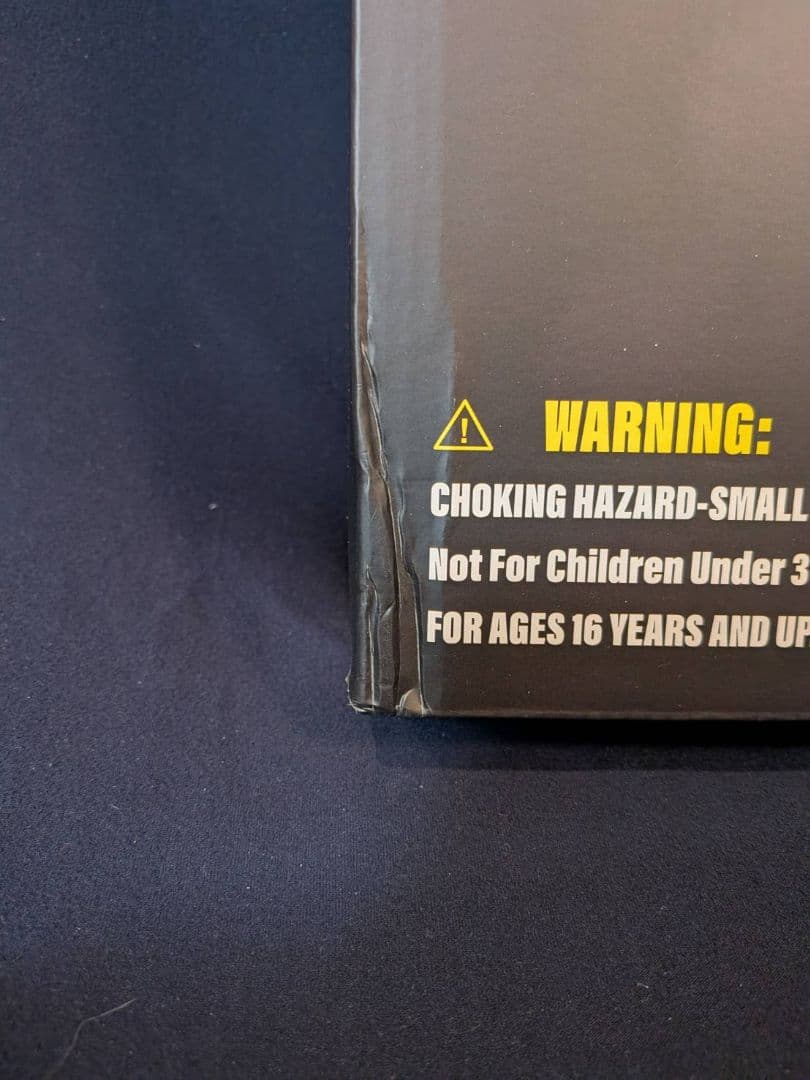 ! WARNING:
CHOKING HAZARD-SMALL
Not For Children Under 3
FOR AGES 16 YEARS AND UP